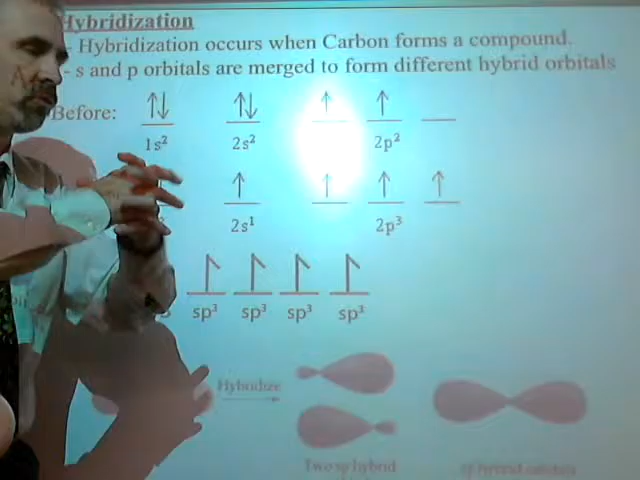 Hybridization
- Hybridization occurs when Carbon forms a compound.
- s and p orbitals are merged to form different hybrid orbitals
Before: ↑↓ ↑↓ ↑ ↑
1s² 2s² 2p²
↑ ↑ ↑ ↑
2s¹ 2p³
sp³ sp³ sp³ sp³
Hybridize
Two sp hybrid
sp hybrid orbitals